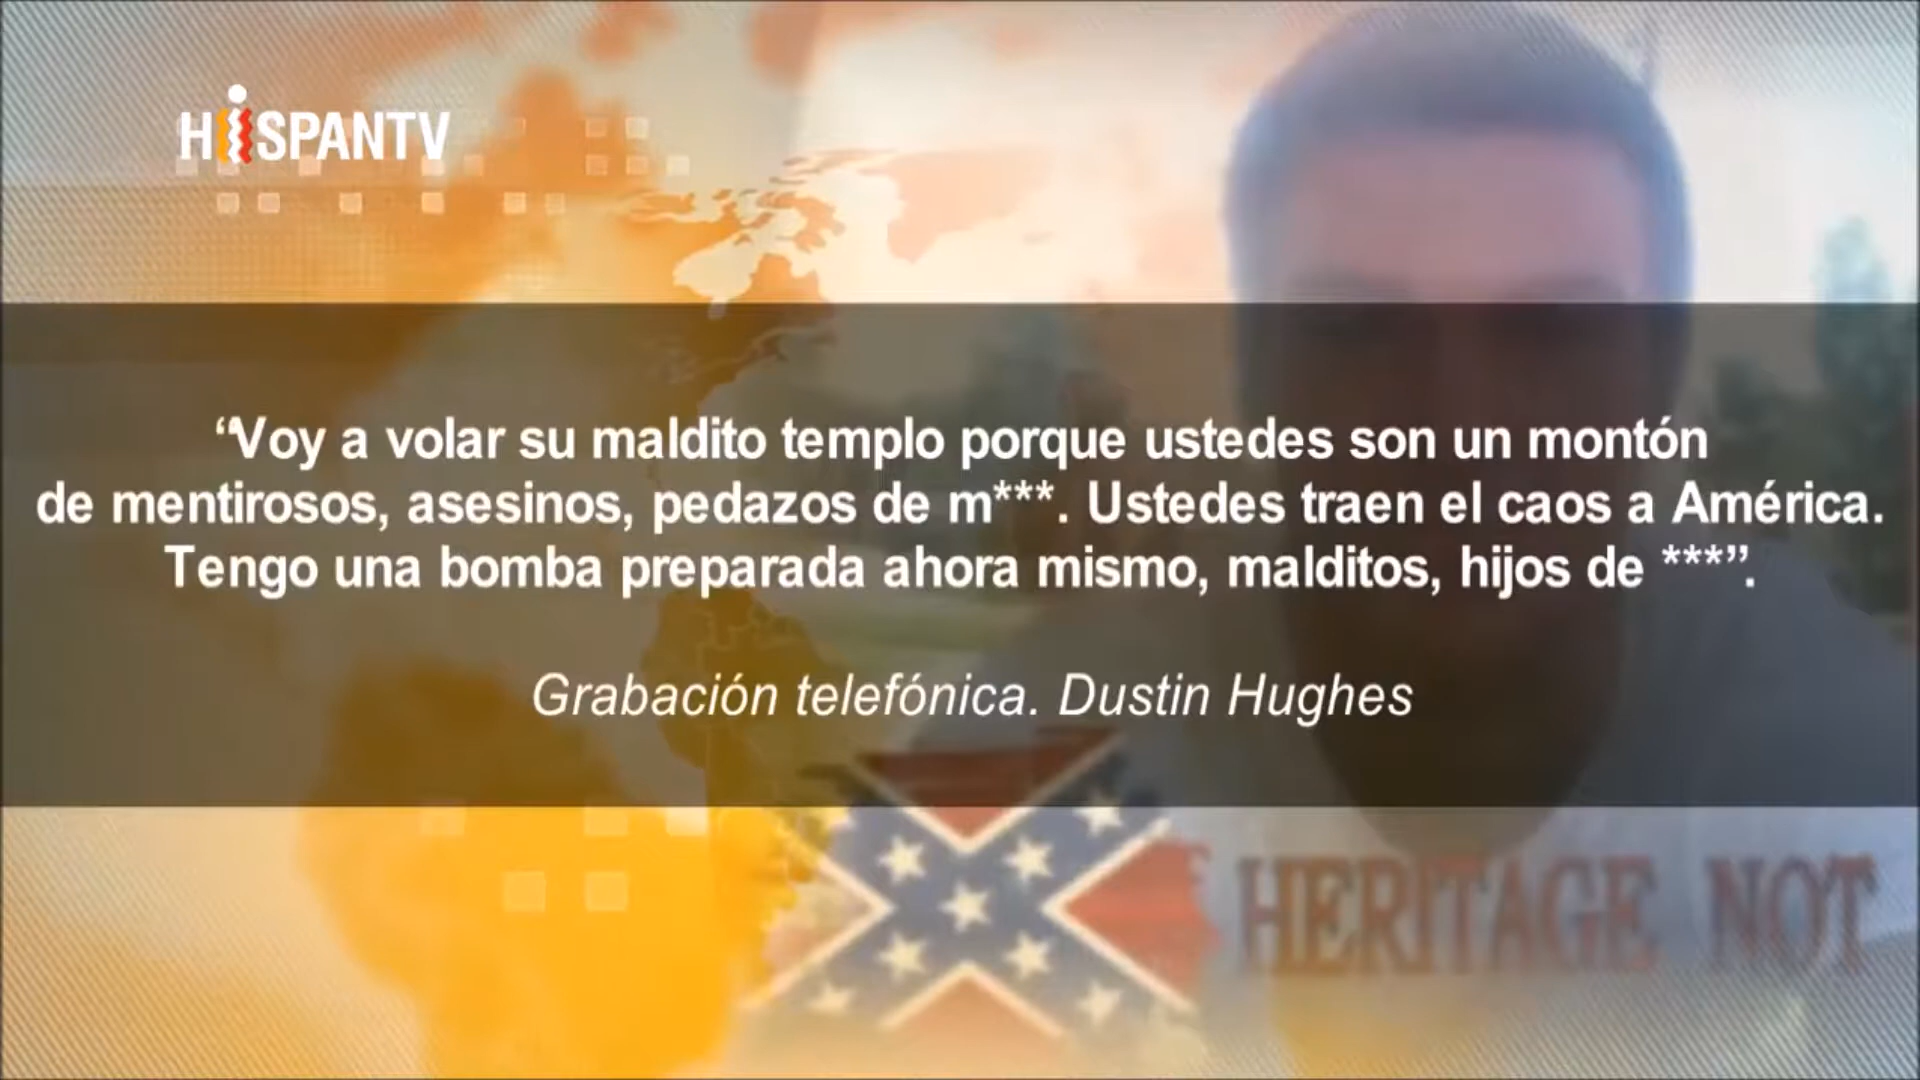 HISPANTV
“Voy a volar su maldito templo porque ustedes son un montón
de mentirosos, asesinos, pedazos de m***. Ustedes traen el caos a América.
Tengo una bomba preparada ahora mismo, malditos, hijos de ***”.
Grabación telefónica. Dustin Hughes
HERITAGE NOT